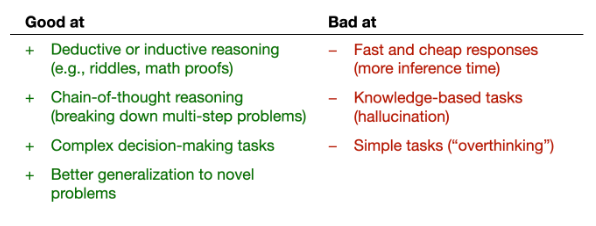 Good at
+ Deductive or inductive reasoning
(e.g., riddles, math proofs)
+ Chain-of-thought reasoning
(breaking down multi-step problems)
+ Complex decision-making tasks
+ Better generalization to novel
problems
Bad at
– Fast and cheap responses
(more inference time)
– Knowledge-based tasks
(hallucination)
– Simple tasks (“overthinking”)